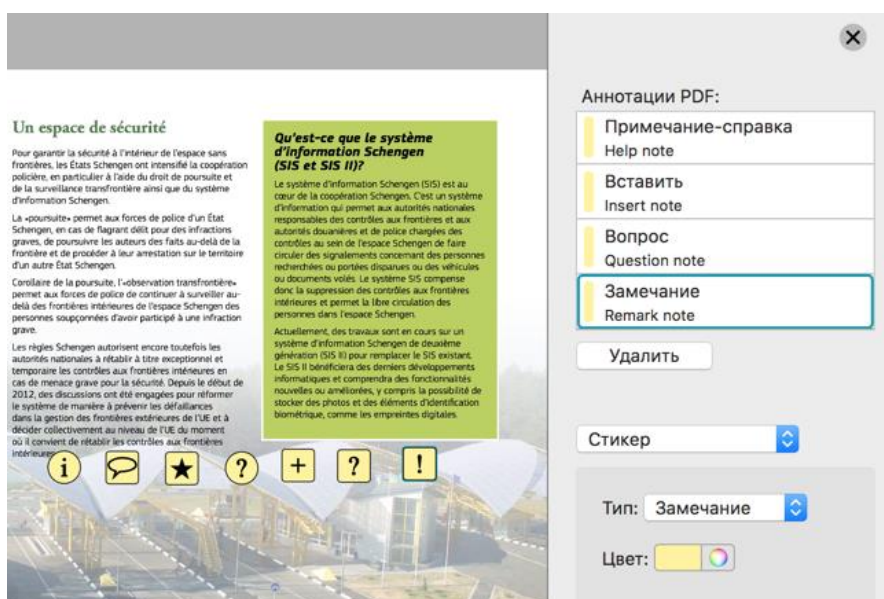 Un espace de sécurité
Pour garantir la sécurité à l'intérieur de l'espace sans
frontières, les États Schengen ont intensifié la coopération
policière, en particulier à l'aide du droit de poursuite et
de la surveillance transfrontière ainsi que du système
d'information Schengen.
La «poursuite» permet aux forces de police d'un État
Schengen, en cas de flagrant délit pour des infractions
graves, de poursuivre les auteurs des faits au-delà de la
frontière et de procéder à leur arrestation sur le territoire
d'un autre État Schengen.
Corollaire de la poursuite, l'«observation transfrontière»
permet aux forces de police de continuer à surveiller au-
delà des frontières intérieures de l'espace Schengen des
personnes soupçonnées d'avoir participé à une infraction
grave.
Les règles Schengen autorisent encore toutefois les
autorités nationales à rétablir à titre exceptionnel et
temporaire les contrôles aux frontières intérieures en
cas de menace grave pour la sécurité. Depuis le début de
2012, des discussions ont été engagées pour réformer
le système de manière à prévenir les défaillances
dans la gestion des frontières extérieures de l'UE et à
décider collectivement au niveau de l'UE du moment
où il convient de rétablir les contrôles aux frontières
intérieures
Qu'est-ce que le système
d'information Schengen
(SIS et SIS II)?
Le système d'information Schengen (SIS) est au
cœur de la coopération Schengen. C'est un système
d'information qui permet aux autorités nationales
responsables des contrôles aux frontières et aux
autorités douanières et de police chargées des
contrôles au sein de l'espace Schengen de faire
circuler des signalements concernant des personnes
recherchées ou portées disparues ou des véhicules
ou documents volés. Le système SIS compense
donc la suppression des contrôles aux frontières
intérieures et permet la libre circulation des
personnes dans l'espace Schengen.
Actuellement, des travaux sont en cours sur un
système d'information Schengen de deuxième
génération (SIS II) pour remplacer le SIS existant.
Le SIS II bénéficiera des derniers développements
informatiques et comprendra des fonctionnalités
nouvelles ou améliorées, y compris la possibilité de
stocker des photos et des éléments d'identification
biométrique, comme les empreintes digitales.
i ★ ? + ? !
Аннотации PDF:
Примечание-справка
Help note
Вставить
Insert note
Вопрос
Question note
Замечание
Remark note
Удалить
Стикер
Тип: Замечание
Цвет: